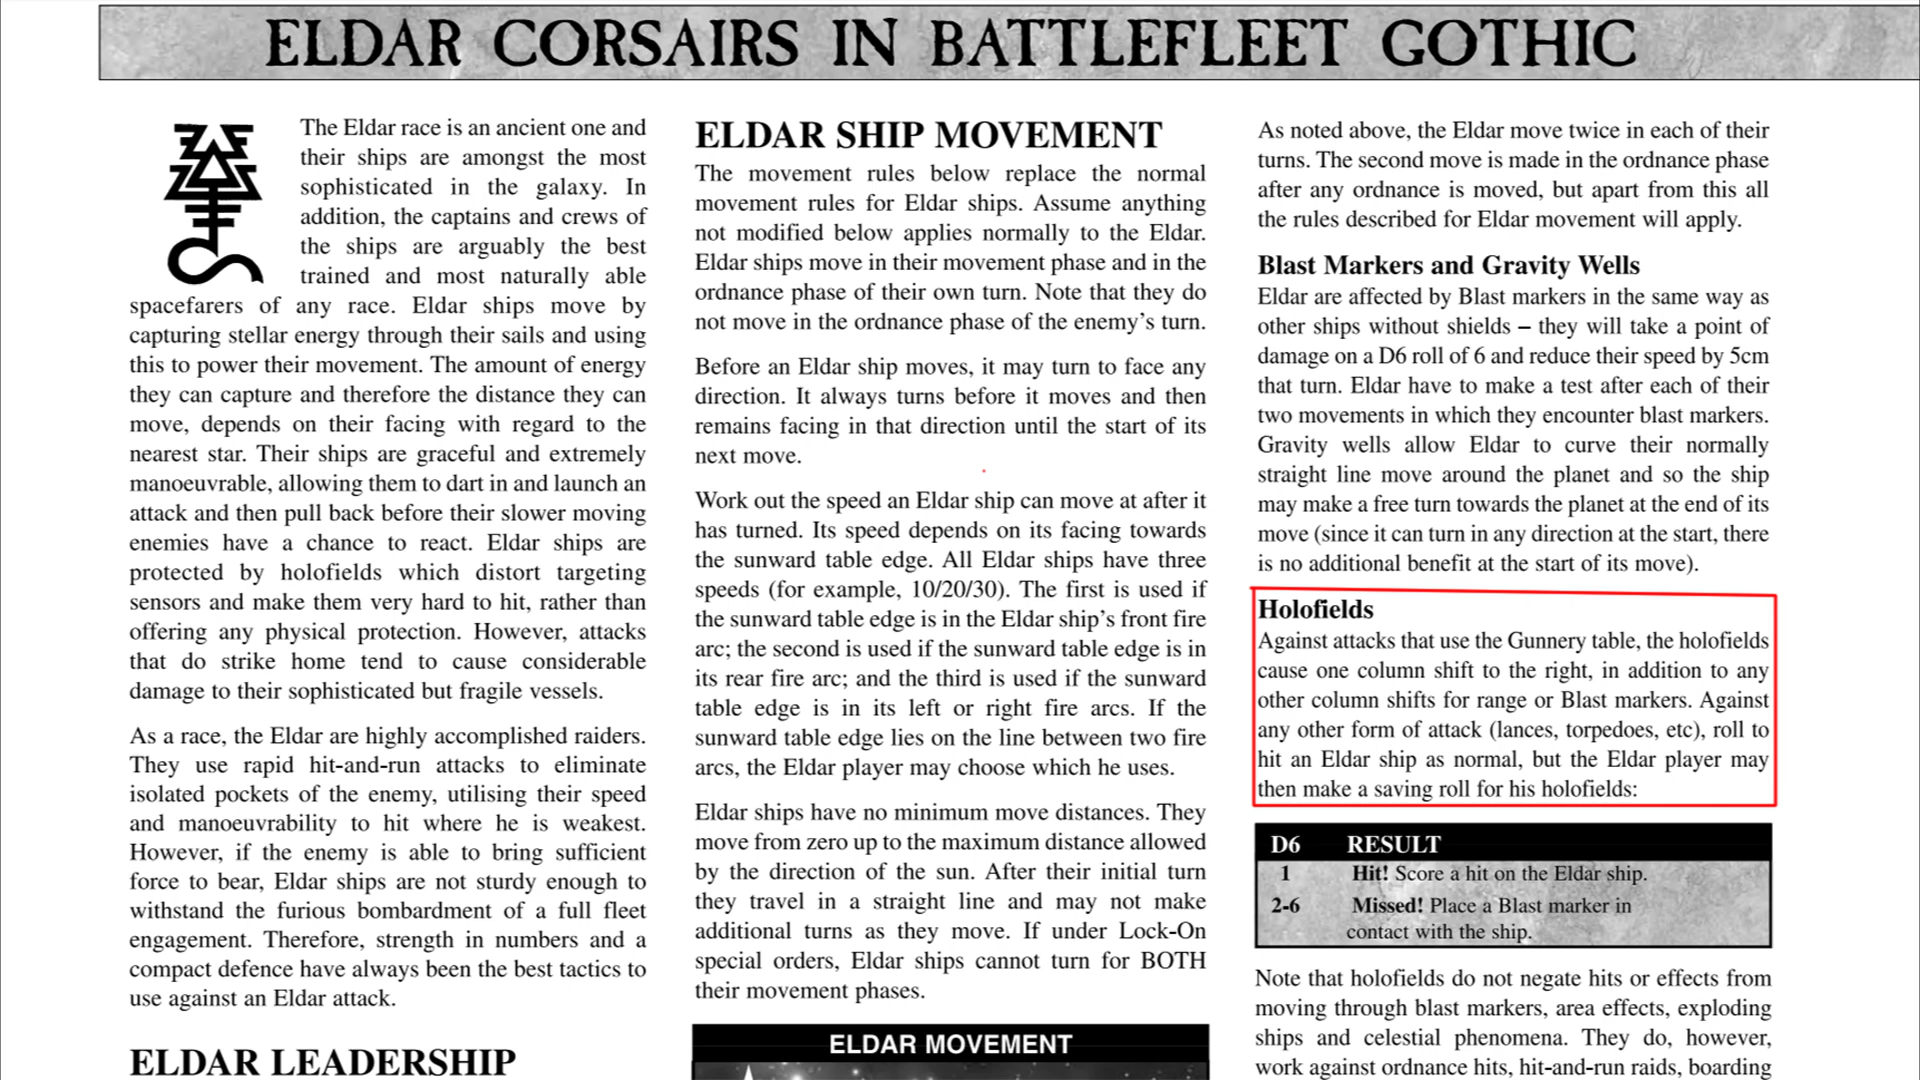 ELDAR CORSAIRS IN BATTLEFLEET GOTHIC
The Eldar race is an ancient one and
their ships are amongst the most
sophisticated in the galaxy. In
addition, the captains and crews of
the ships are arguably the best
trained and most naturally able
spacefarers of any race. Eldar ships move by
capturing stellar energy through their sails and using
this to power their movement. The amount of energy
they can capture and therefore the distance they can
move, depends on their facing with regard to the
nearest star. Their ships are graceful and extremely
manoeuvrable, allowing them to dart in and launch an
attack and then pull back before their slower moving
enemies have a chance to react. Eldar ships are
protected by holofields which distort targeting
sensors and make them very hard to hit, rather than
offering any physical protection. However, attacks
that do strike home tend to cause considerable
damage to their sophisticated but fragile vessels.
As a race, the Eldar are highly accomplished raiders.
They use rapid hit-and-run attacks to eliminate
isolated pockets of the enemy, utilising their speed
and manoeuvrability to hit where he is weakest.
However, if the enemy is able to bring sufficient
force to bear, Eldar ships are not sturdy enough to
withstand the furious bombardment of a full fleet
engagement. Therefore, strength in numbers and a
compact defence have always been the best tactics to
use against an Eldar attack.
ELDAR LEADERSHIP
ELDAR SHIP MOVEMENT
The movement rules below replace the normal
movement rules for Eldar ships. Assume anything
not modified below applies normally to the Eldar.
Eldar ships move in their movement phase and in the
ordnance phase of their own turn. Note that they do
not move in the ordnance phase of the enemy's turn.
Before an Eldar ship moves, it may turn to face any
direction. It always turns before it moves and then
remains facing in that direction until the start of its
next move.
Work out the speed an Eldar ship can move at after it
has turned. Its speed depends on its facing towards
the sunward table edge. All Eldar ships have three
speeds (for example, 10/20/30). The first is used if
the sunward table edge is in the Eldar ship's front fire
arc; the second is used if the sunward table edge is in
its rear fire arc; and the third is used if the sunward
table edge is in its left or right fire arcs. If the
sunward table edge lies on the line between two fire
arcs, the Eldar player may choose which he uses.
Eldar ships have no minimum move distances. They
move from zero up to the maximum distance allowed
by the direction of the sun. After their initial turn
they travel in a straight line and may not make
additional turns as they move. If under Lock-On
special orders, Eldar ships cannot turn for BOTH
their movement phases.
ELDAR MOVEMENT
As noted above, the Eldar move twice in each of their
turns. The second move is made in the ordnance phase
after any ordnance is moved, but apart from this all
the rules described for Eldar movement will apply.
Blast Markers and Gravity Wells
Eldar are affected by Blast markers in the same way as
other ships without shields – they will take a point of
damage on a D6 roll of 6 and reduce their speed by 5cm
that turn. Eldar have to make a test after each of their
two movements in which they encounter blast markers.
Gravity wells allow Eldar to curve their normally
straight line move around the planet and so the ship
may make a free turn towards the planet at the end of its
move (since it can turn in any direction at the start, there
is no additional benefit at the start of its move).
Holofields
Against attacks that use the Gunnery table, the holofields
cause one column shift to the right, in addition to any
other column shifts for range or Blast markers. Against
any other form of attack (lances, torpedoes, etc), roll to
hit an Eldar ship as normal, but the Eldar player may
then make a saving roll for his holofields:
D6 RESULT
1 Hit! Score a hit on the Eldar ship.
2-6 Missed! Place a Blast marker in
contact with the ship.
Note that holofields do not negate hits or effects from
moving through blast markers, area effects, exploding
ships and celestial phenomena. They do, however,
work against ordnance hits, hit-and-run raids, boarding